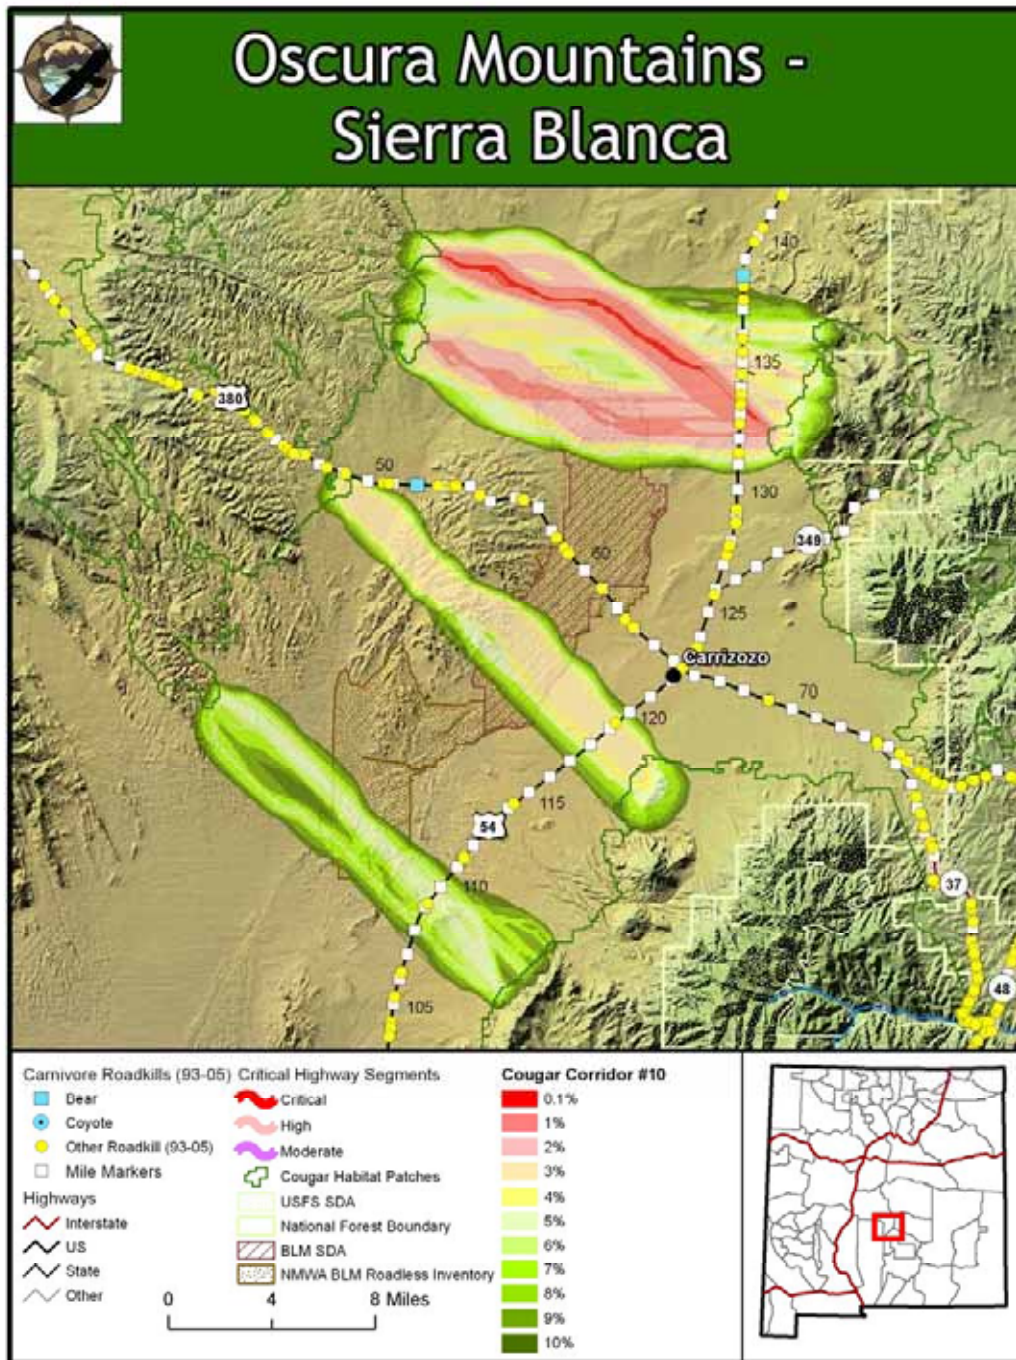 Oscura Mountains -
Sierra Blanca
140
135
380
50
130
349
60
125
Carrizozo
70
120
115
54
110
37
48
105
Carnivore Roadkills (93-05)
Bear
Coyote
Other Roadkill (93-05)
Mile Markers
Highways
Interstate
US
State
Other
Critical Highway Segments
Critical
High
Moderate
Cougar Habitat Patches
USFS SDA
National Forest Boundary
BLM SDA
NMWA BLM Roadless Inventory
0 4 8 Miles
Cougar Corridor #10
0.1%
1%
2%
3%
4%
5%
6%
7%
8%
9%
10%